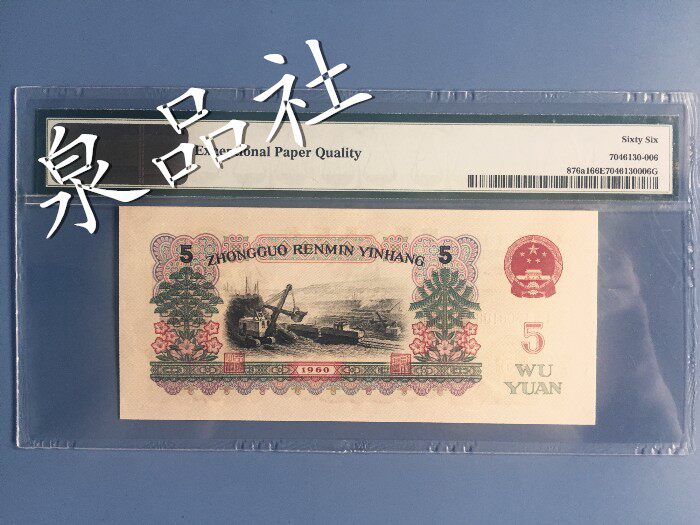 泉品社
Exceptional Paper Quality
Sixty Six
7046130-006
876a166E7046130006G
5 ZHONGGUO RENMIN YINHANG 5
1960
5
WU
YUAN